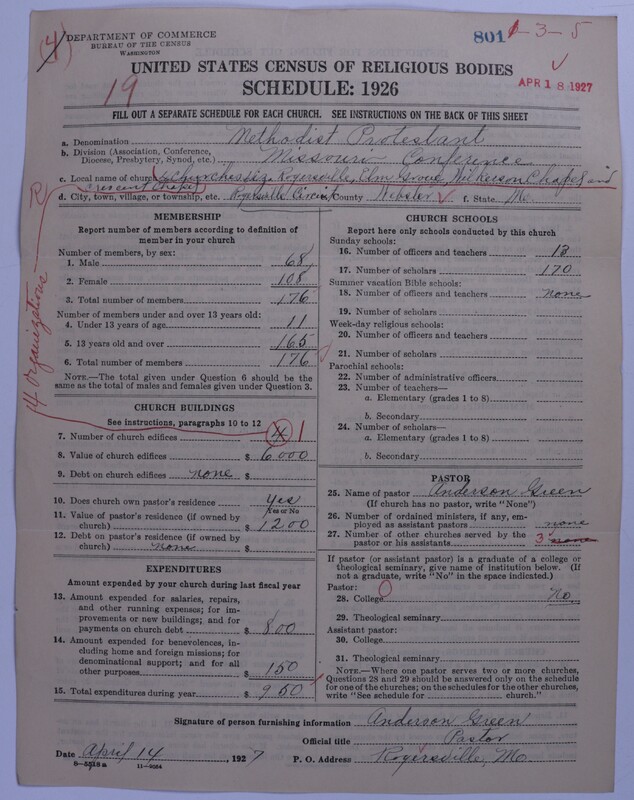 (4)
DEPARTMENT OF COMMERCE
BUREAU OF THE CENSUS
WASHINGTON
801 1-3-5
19
UNITED STATES CENSUS OF RELIGIOUS BODIES
APR 18 1927
SCHEDULE: 1926
FILL OUT A SEPARATE SCHEDULE FOR EACH CHURCH. SEE INSTRUCTIONS ON THE BACK OF THIS SHEET
a. Denomination Methodist Protestant
b. Division (Association, Conference, Diocese, Presbytery, Synod, etc.) Missouri Conference
c. Local name of church Rogersville, Elm Grove, Wilkerson Chapel and
Crescent Chapel
d. City, town, village, or township, etc. Rogersville Circuit County Webster f. State Mo.
4 Organizations
MEMBERSHIP
Report number of members according to definition of member in your church
Number of members, by sex:
1. Male 68
2. Female 108
3. Total number of members 176
Number of members under and over 13 years old:
4. Under 13 years of age 11
5. 13 years old and over 165
6. Total number of members 176
NOTE.—The total given under Question 6 should be the same as the total of males and females given under Question 3.
CHURCH BUILDINGS
See instructions, paragraphs 10 to 12
7. Number of church edifices 1
8. Value of church edifices $ 6000
9. Debt on church edifices none $
10. Does church own pastor's residence yes
Yes or No
11. Value of pastor's residence (if owned by church) $ 1200
12. Debt on pastor's residence (if owned by church) none $
EXPENDITURES
Amount expended by your church during last fiscal year
13. Amount expended for salaries, repairs, and other running expenses; for improvements or new buildings; and for payments on church debt $ 800
14. Amount expended for benevolences, including home and foreign missions; for denominational support; and for all other purposes $ 150
15. Total expenditures during year $ 950
CHURCH SCHOOLS
Report here only schools conducted by this church
Sunday schools:
16. Number of officers and teachers 13
17. Number of scholars 170
Summer vacation Bible schools:
18. Number of officers and teachers none
19. Number of scholars
Week-day religious schools:
20. Number of officers and teachers
21. Number of scholars
Parochial schools:
22. Number of administrative officers
23. Number of teachers—
a. Elementary (grades 1 to 8)
b. Secondary
24. Number of scholars—
a. Elementary (grades 1 to 8)
b. Secondary
PASTOR
25. Name of pastor Anderson Green
(If church has no pastor, write "None")
26. Number of ordained ministers, if any, employed as assistant pastors none
27. Number of other churches served by the pastor or his assistants 3 none
If pastor (or assistant pastor) is a graduate of a college or theological seminary, give name of institution below. (If not a graduate, write "No" in the space indicated.)
Pastor:
28. College No
29. Theological seminary
Assistant pastor:
30. College
31. Theological seminary
NOTE.—Where one pastor serves two or more churches, Questions 28 and 29 should be answered only on the schedule for one of the churches; on the schedules for the other churches, write "See schedule for church."
Signature of person furnishing information Anderson Green
Official title Pastor
Date April 14, 1927 P. O. Address Rogersville, Mo.
8-5518a 11-9064